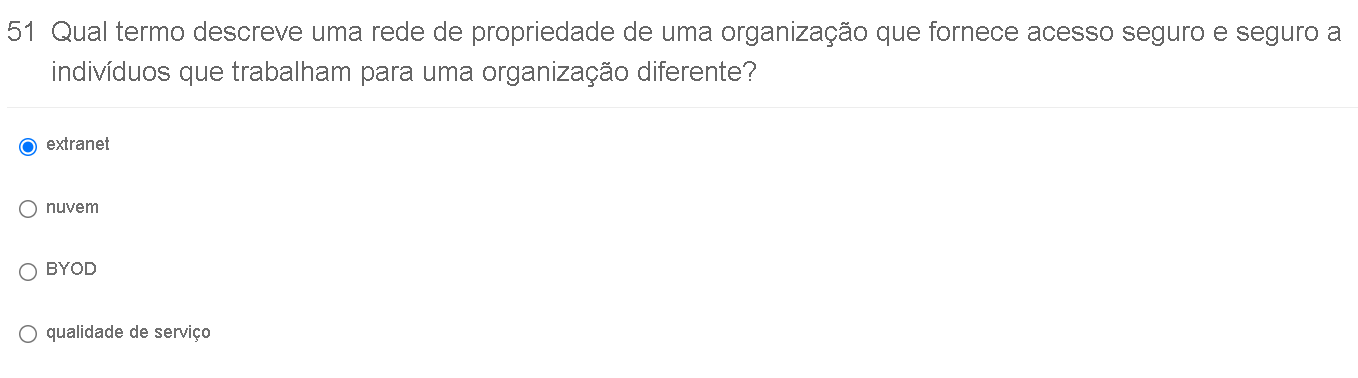 51 Qual termo descreve uma rede de propriedade de uma organização que fornece acesso seguro e seguro a
indivíduos que trabalham para uma organização diferente?
extranet
nuvem
BYOD
qualidade de serviço